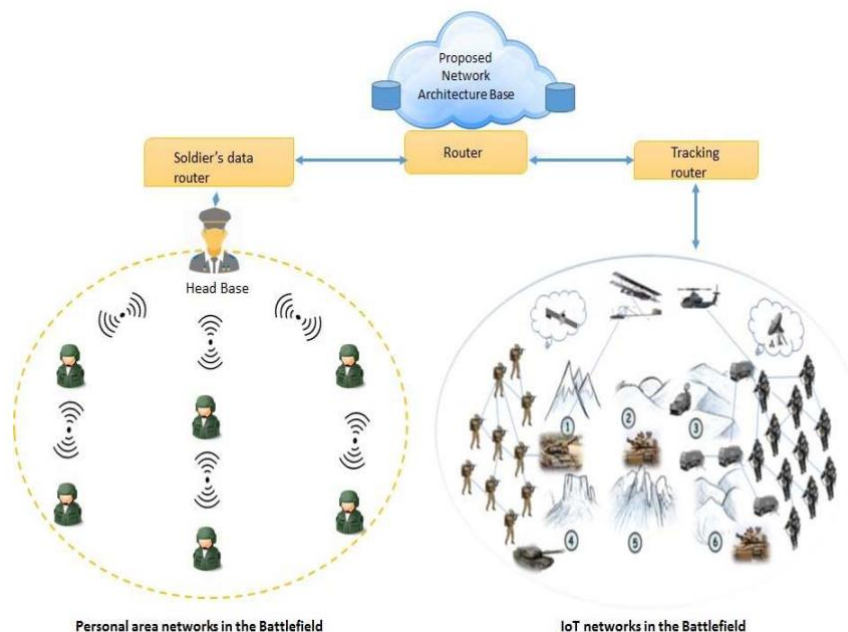 Proposed
Network
Architecture Base
Soldier's data
router
Router
Tracking
router
Head Base
1
2
3
4
5
6
Personal area networks in the Battlefield
IoT networks in the Battlefield